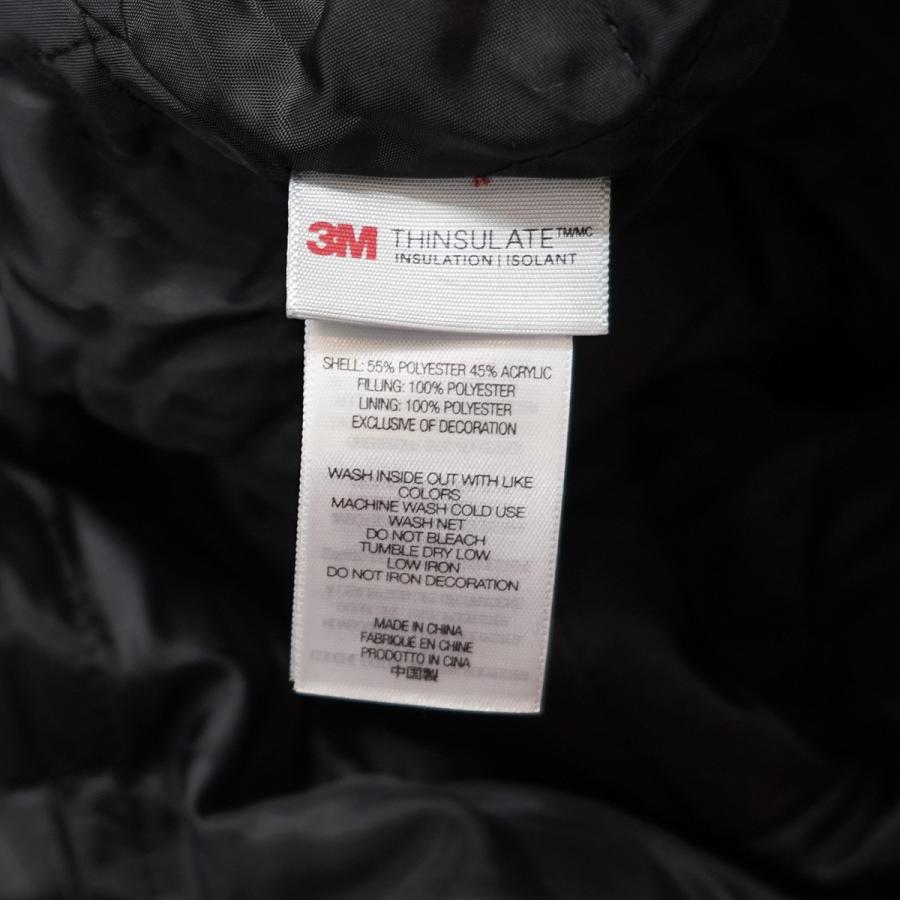 3M THINSULATE™/MC
INSULATION | ISOLANT
SHELL: 55% POLYESTER 45% ACRYLIC
FILLING: 100% POLYESTER
LINING: 100% POLYESTER
EXCLUSIVE OF DECORATION
WASH INSIDE OUT WITH LIKE
COLORS
MACHINE WASH COLD USE
WASH NET
DO NOT BLEACH
TUMBLE DRY LOW
LOW IRON
DO NOT IRON DECORATION
MADE IN CHINA
FABRIQUÉ EN CHINE
PRODOTTO IN CINA
中国製